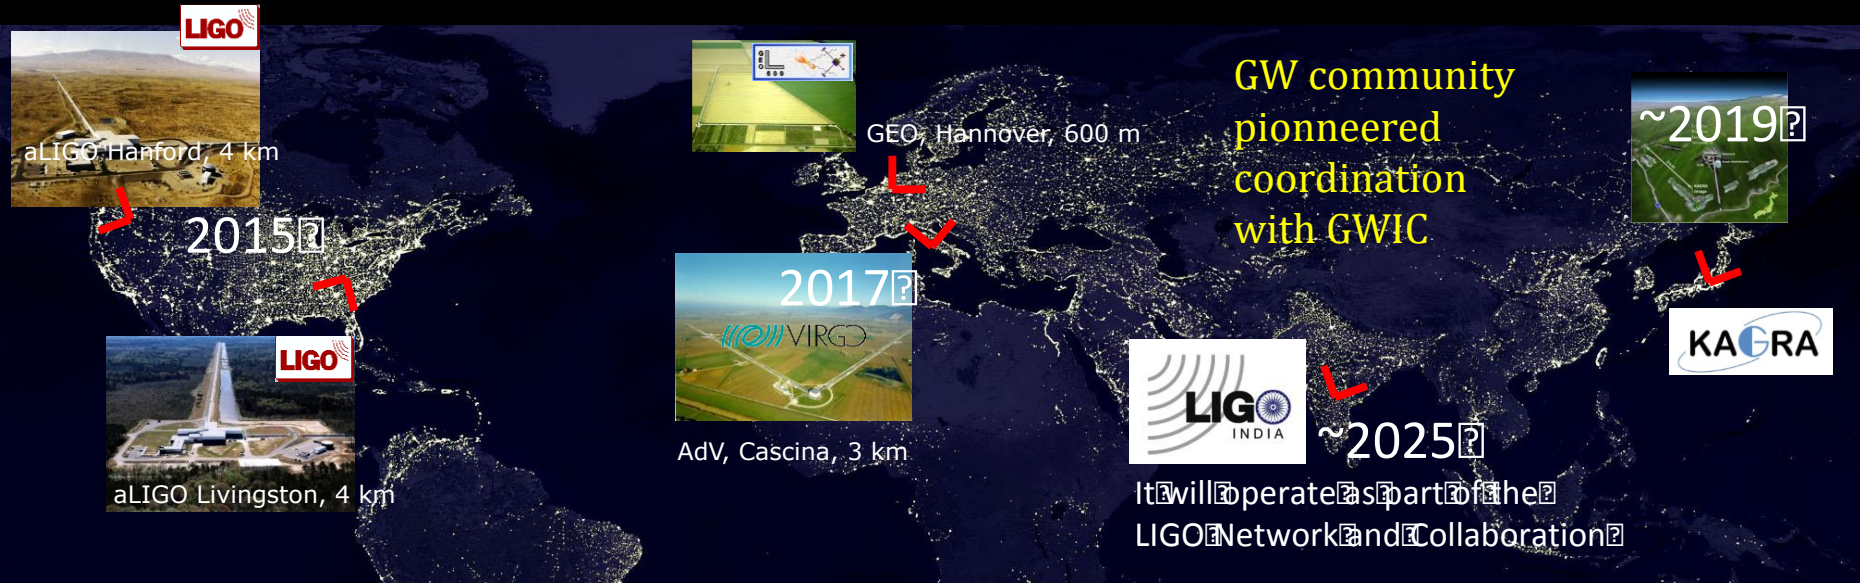 LIGO
aLIGO Hanford, 4 km
2015
LIGO
aLIGO Livingston, 4 km
GEO
600
GEO, Hannover, 600 m
2017
VIRGO
AdV, Cascina, 3 km
GW community
pionneered
coordination
with GWIC
~2019
KAGRA
LIGO
INDIA
~2025
It will operate as part of the
LIGO Network and Collaboration